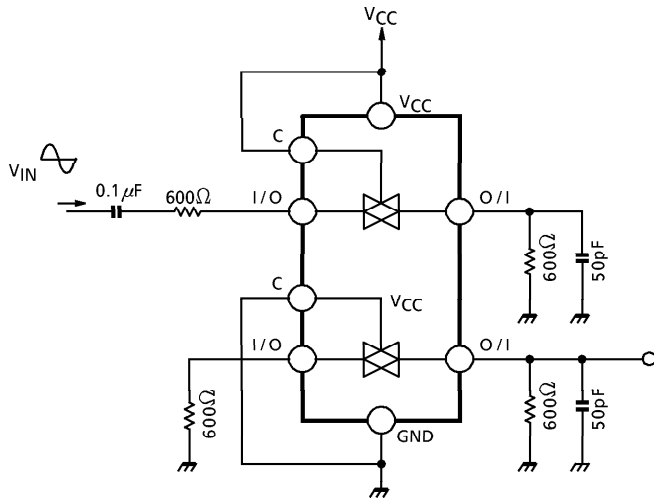 VCC
VCC
C
VIN
0.1μF
600Ω
I/O
O/I
600Ω
50pF
C
VCC
I/O
O/I
600Ω
600Ω
50pF
GND